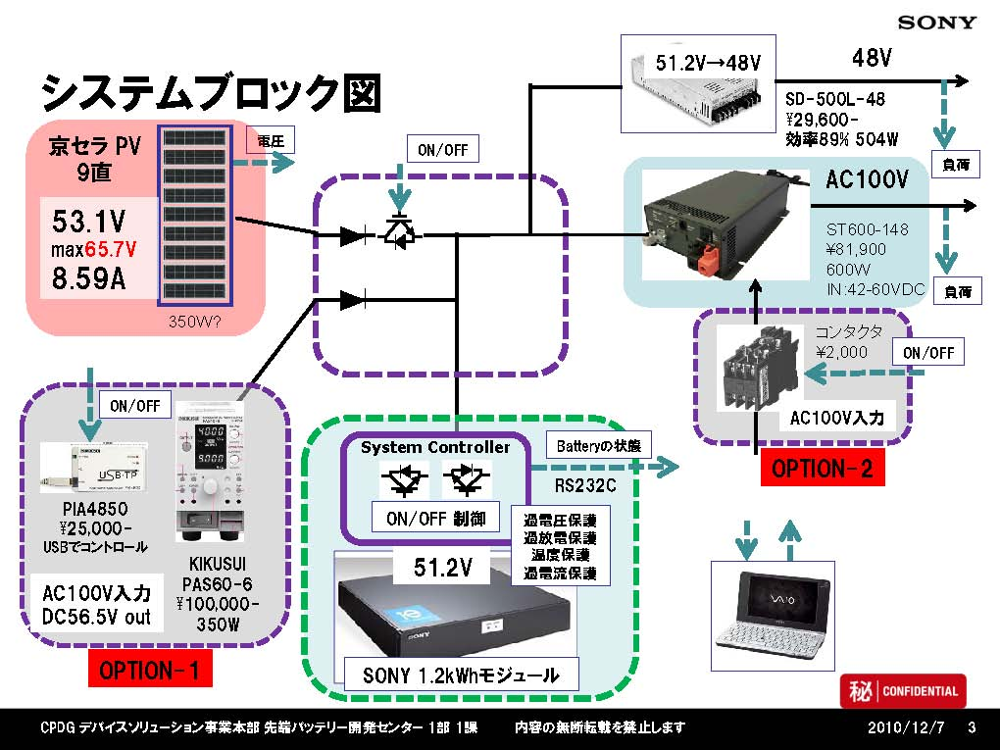 SONY
システムブロック図
京セラ PV
9直
53.1V
max65.7V
8.59A
350W?
電圧
ON/OFF
51.2V→48V
48V
SD-500L-48
¥29,600-
効率89% 504W
負荷
AC100V
ST600-148
¥81,900
600W
IN:42-60VDC
負荷
コンタクタ
¥2,000
ON/OFF
AC100V入力
OPTION-2
ON/OFF
KIKUSUI
USB·TP
PIA4850
¥25,000-
USBでコントロール
KIKUSUI
PAS60-6
¥100,000-
350W
AC100V入力
DC56.5V out
OPTION-1
System Controller
ON/OFF 制御
Batteryの状態
RS232C
過電圧保護
過放電保護
温度保護
過電流保護
51.2V
SONY
SONY 1.2kWhモジュール
VAIO
秘 CONFIDENTIAL
CPDG デバイスソリューション事業本部 先端バッテリー開発センター 1部 1課
内容の無断転載を禁止します
2010/12/7
3